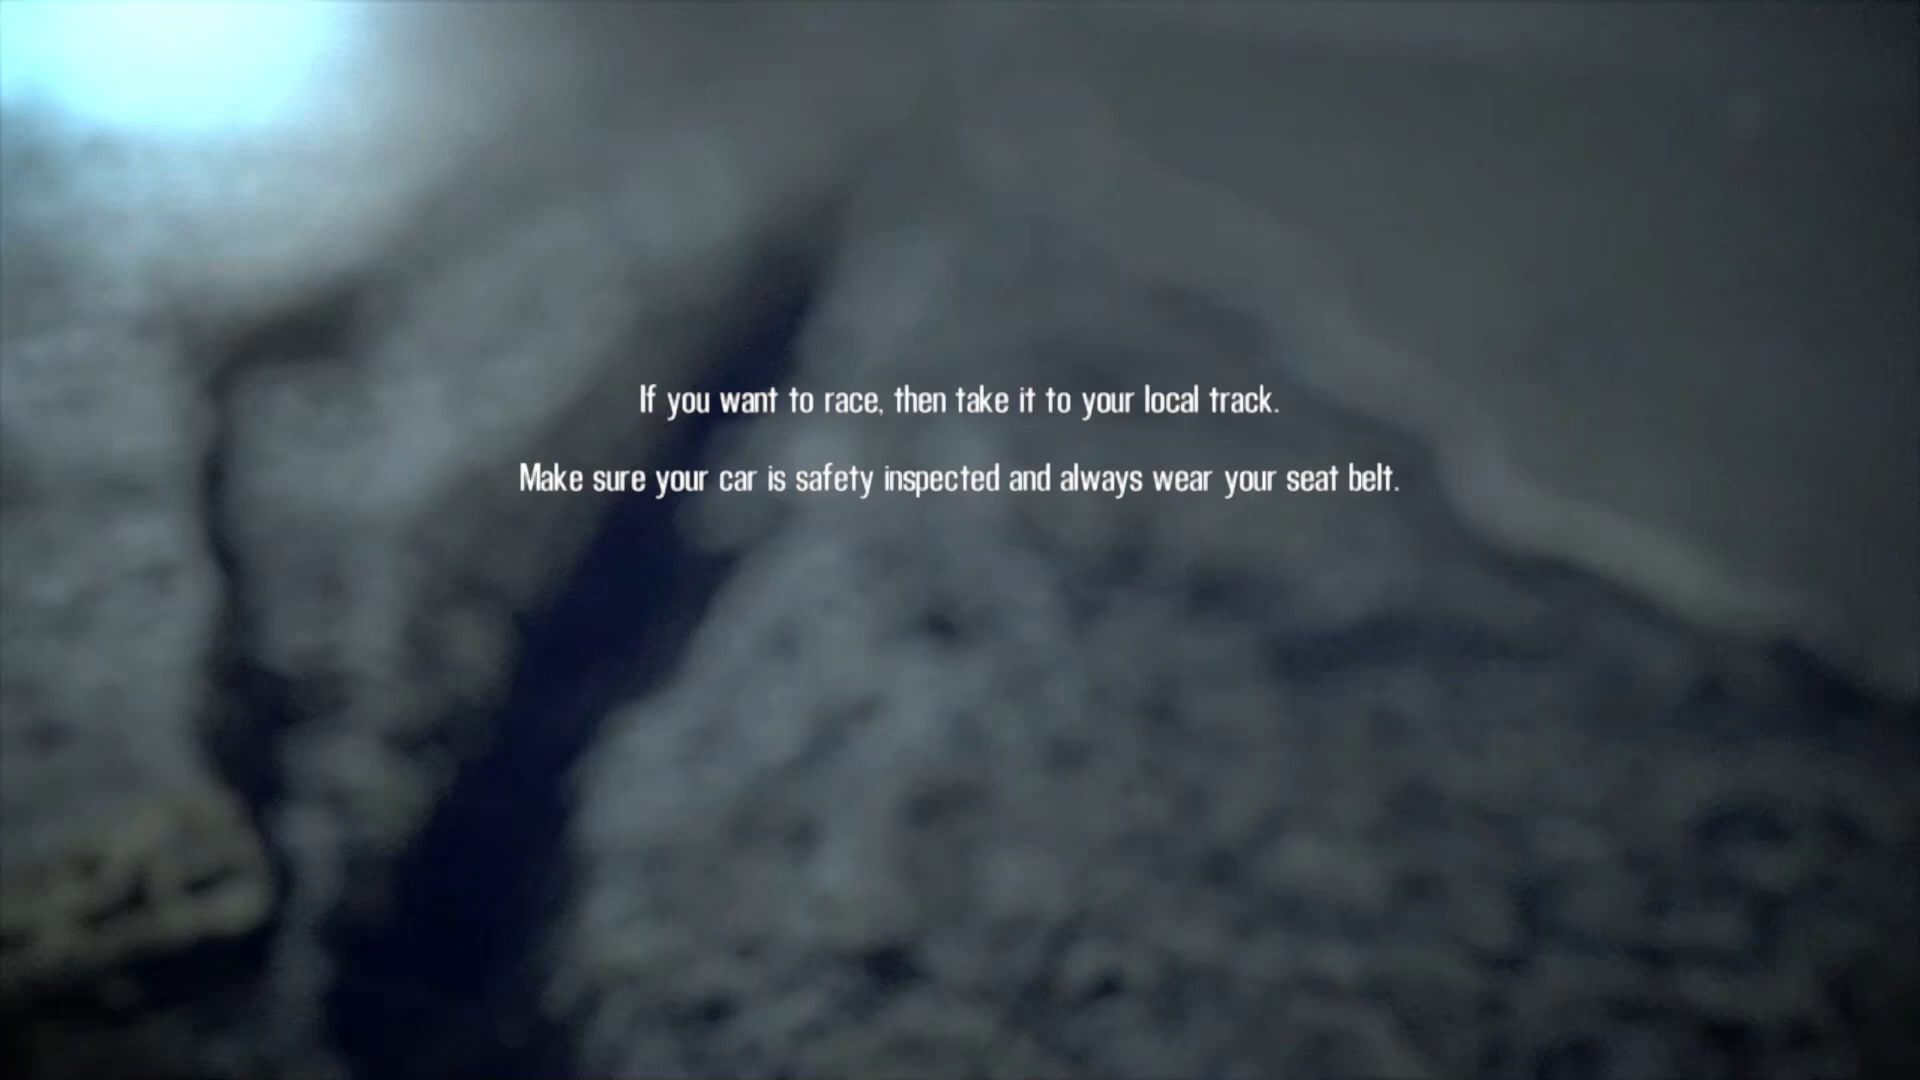 If you want to race, then take it to your local track.
Make sure your car is safety inspected and always wear your seat belt.